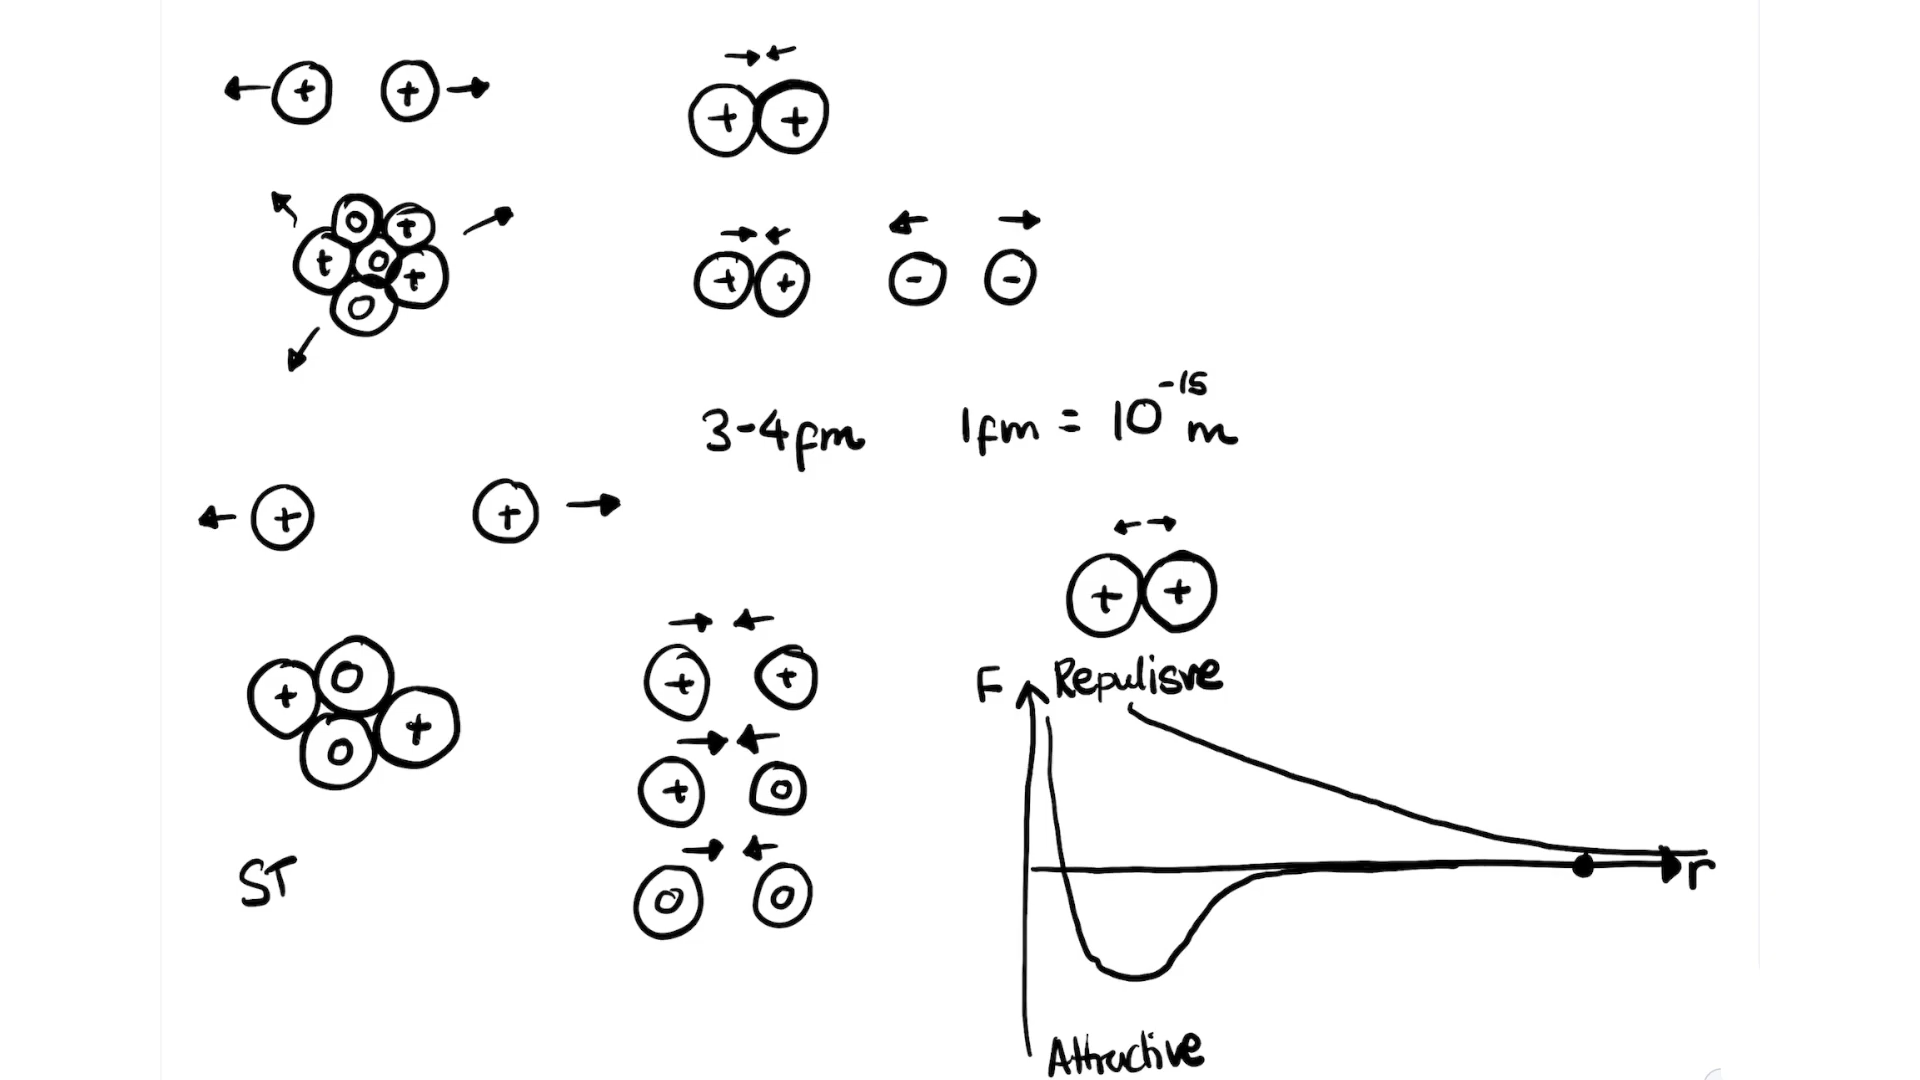 + +
+ +
O +
+ O +
O
+ + - -
3-4fm 1fm = 10^-15 m
+ +
+ +
F Repulisve
+ O
O +
+ +
+ O
O O
ST
r
Attractive